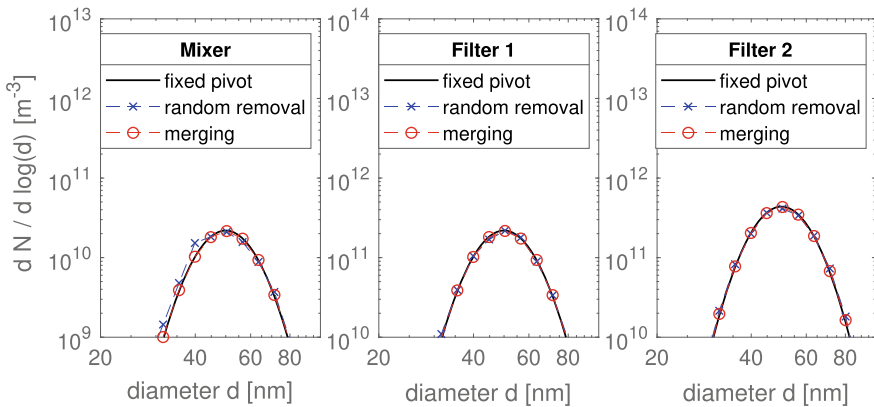 Mixer
fixed pivot
random removal
merging
10^13
10^12
10^11
10^10
10^9
20 40 60 80
d N / d log(d) [m^-3]
diameter d [nm]
Filter 1
fixed pivot
random removal
merging
10^14
10^13
10^12
10^11
10^10
20 40 60 80
diameter d [nm]
Filter 2
fixed pivot
random removal
merging
10^14
10^13
10^12
10^11
10^10
20 40 60 80
diameter d [nm]